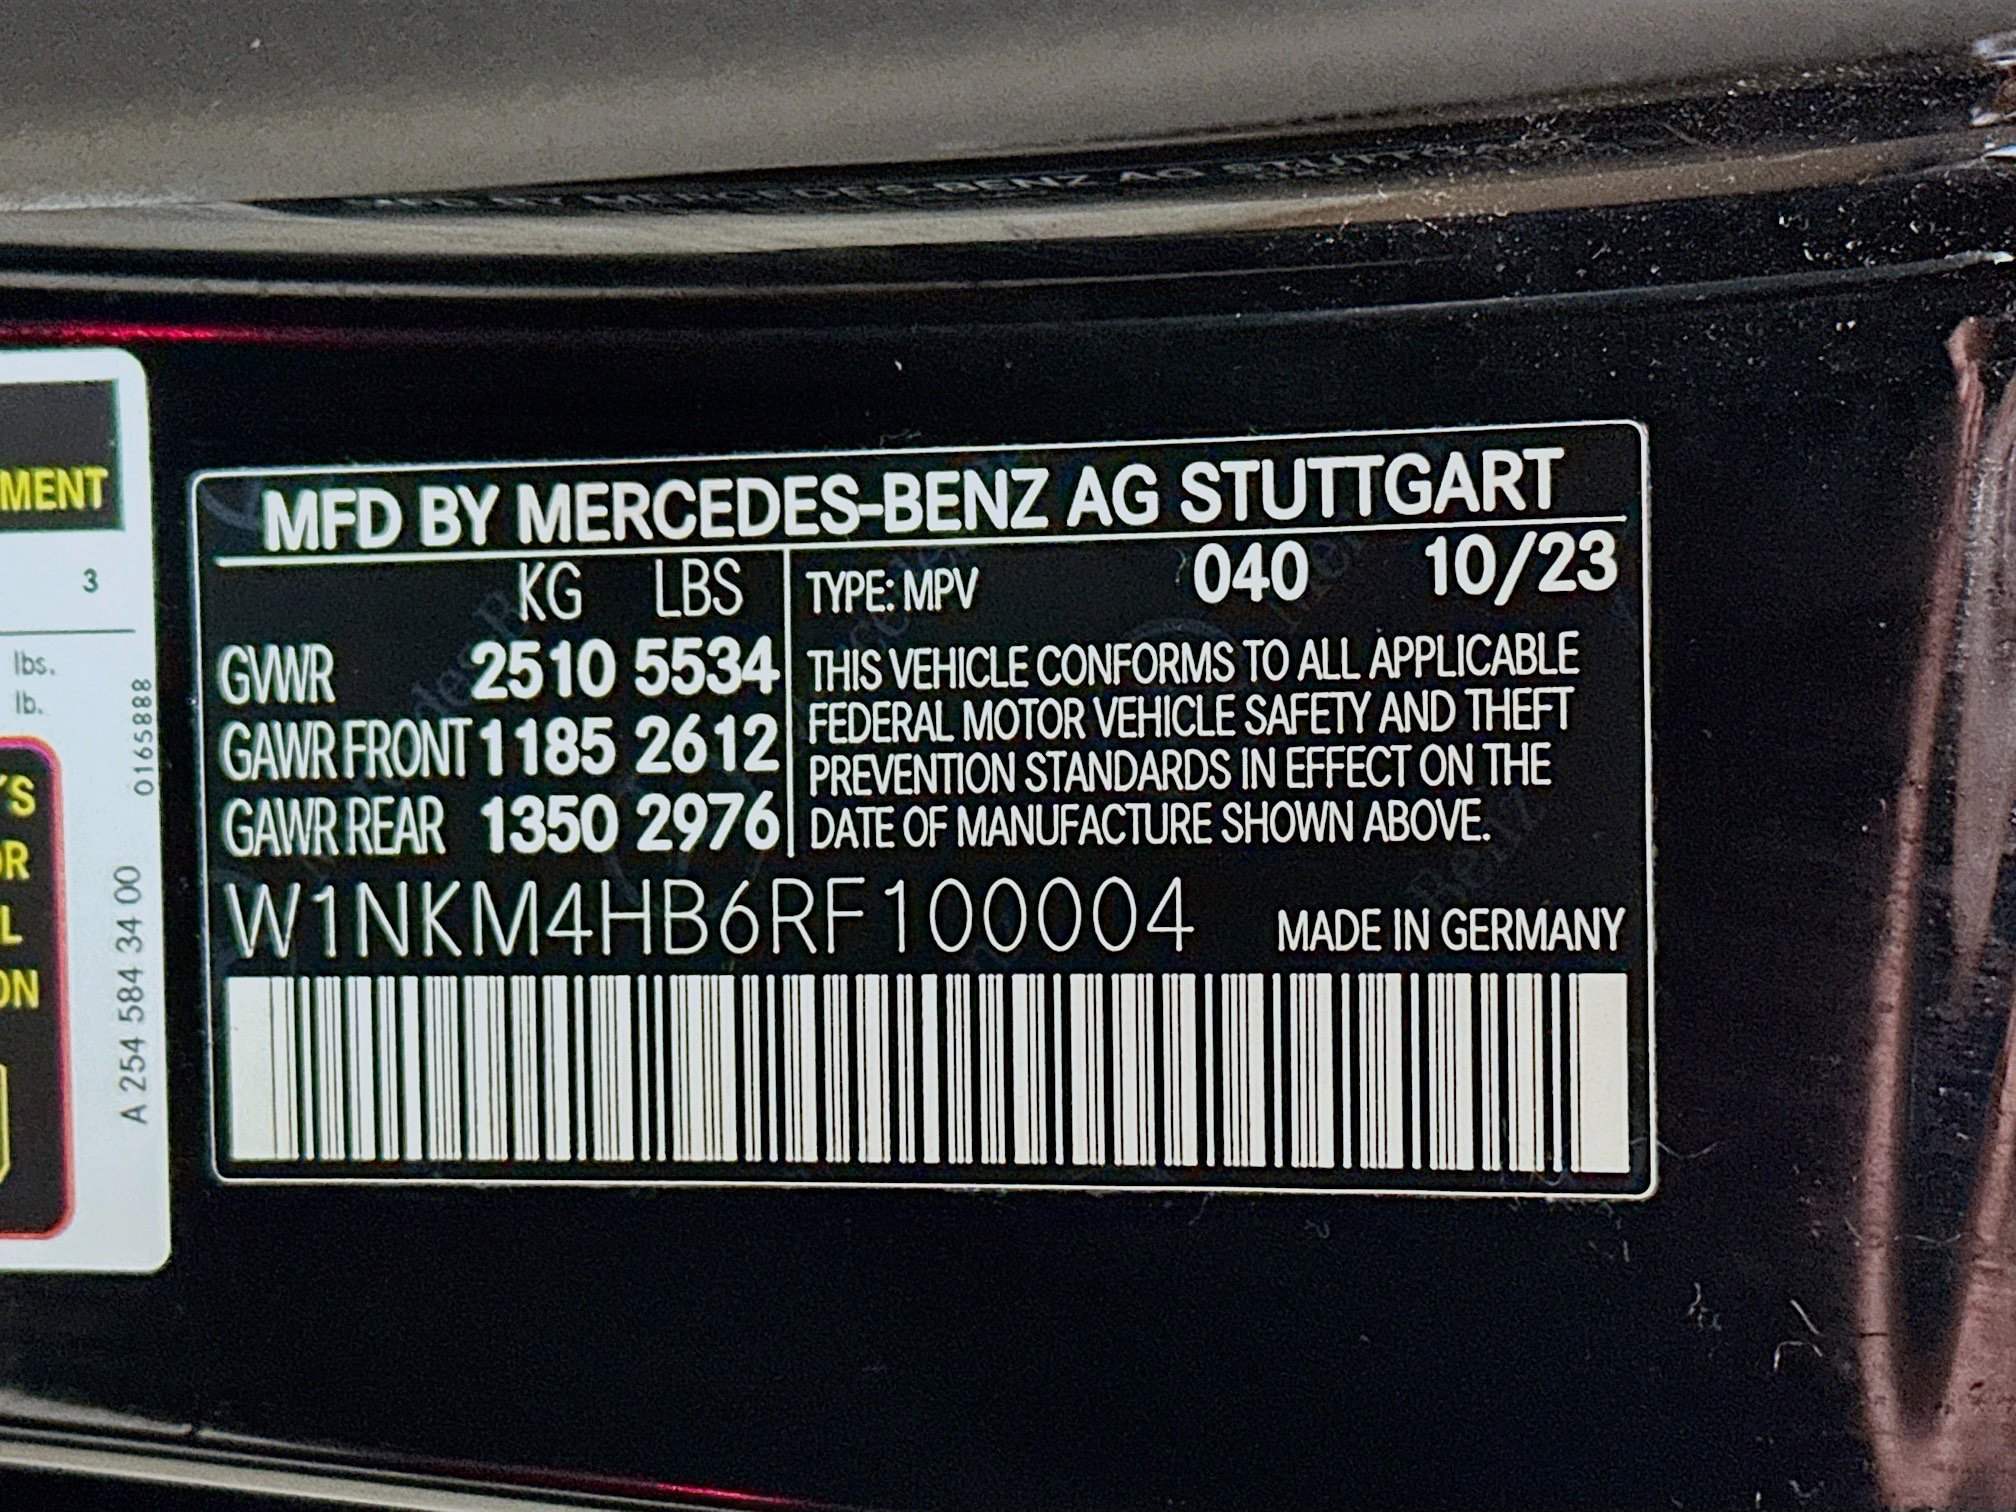 MFD BY MERCEDES-BENZ AG STUTTGART
KG LBS
GVWR 2510 5534
GAWR FRONT 1185 2612
GAWR REAR 1350 2976
TYPE: MPV 040 10/23
THIS VEHICLE CONFORMS TO ALL APPLICABLE
FEDERAL MOTOR VEHICLE SAFETY AND THEFT
PREVENTION STANDARDS IN EFFECT ON THE
DATE OF MANUFACTURE SHOWN ABOVE.
W1NKM4HB6RF100004 MADE IN GERMANY
MENT
3
lbs.
lb.
'S
OR
L
ON
A 254 584 34 00 0165888